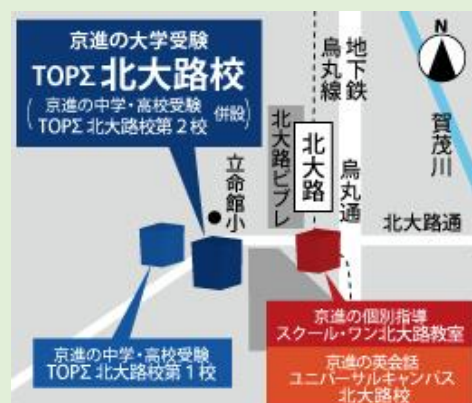 京進の大学受験
TOPΣ 北大路校
(京進の中学・高校受験
TOPΣ 北大路校第2校 併設)
立命館小
北大路ビブレ
北大路
地下鉄
烏丸線
烏丸通
N
賀茂川
北大路通
京進の中学・高校受験
TOPΣ 北大路校第1校
京進の個別指導
スクール・ワン北大路教室
京進の英会話
ユニバーサルキャンパス
北大路校